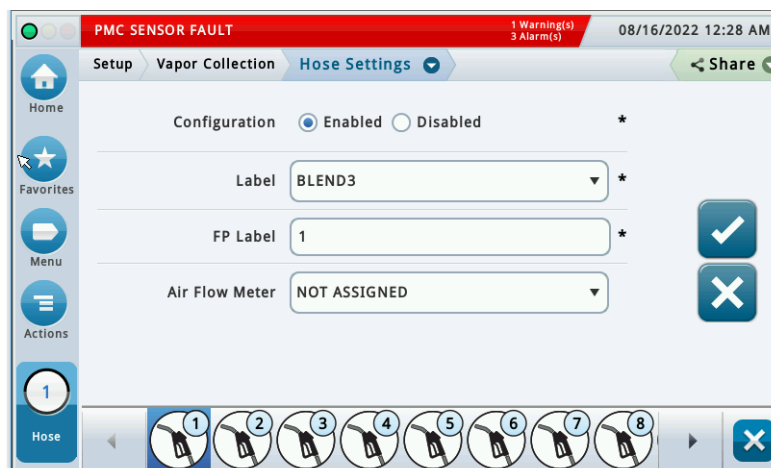 PMC SENSOR FAULT
1 Warning(s)
3 Alarm(s)
08/16/2022 12:28 AM
Setup Vapor Collection Hose Settings
Share
Home
Configuration Enabled Disabled *
Favorites
Label BLEND3 *
FP Label 1 *
Menu
Air Flow Meter NOT ASSIGNED
Actions
1
Hose
1 2 3 4 5 6 7 8